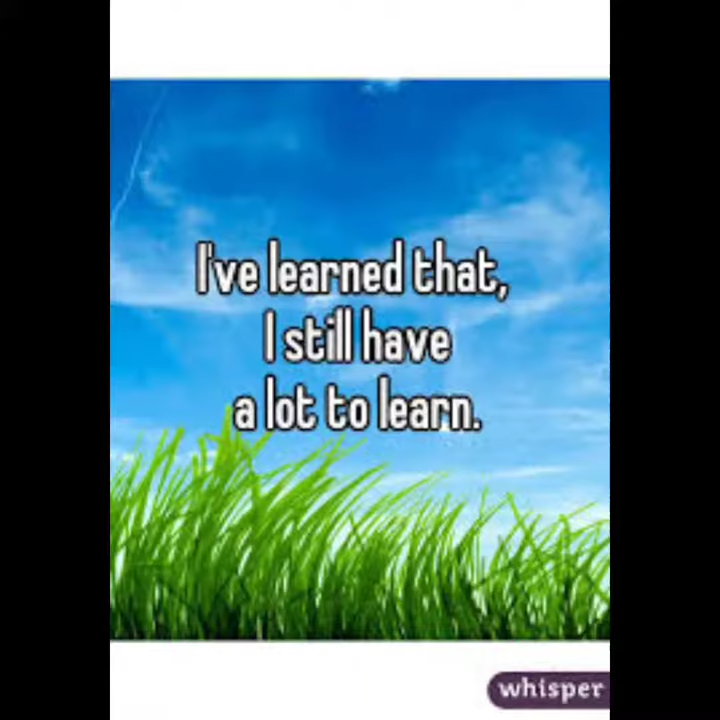 I've learned that,
I still have
a lot to learn.
whisper